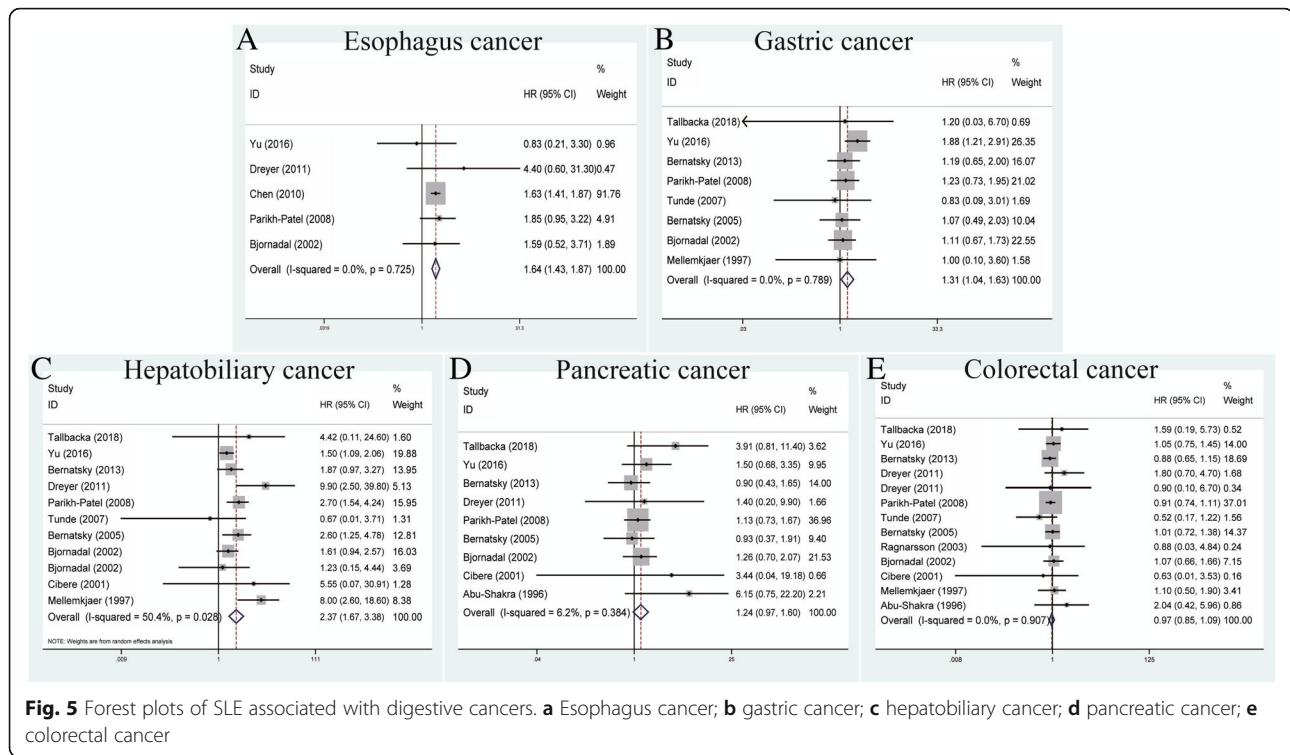 A Esophagus cancer
Study %
ID HR (95% CI) Weight
Yu (2016) 0.83 (0.21, 3.30) 0.96
Dreyer (2011) 4.40 (0.60, 31.30)0.47
Chen (2010) 1.63 (1.41, 1.87) 91.76
Parikh-Patel (2008) 1.85 (0.95, 3.22) 4.91
Bjornadal (2002) 1.59 (0.52, 3.71) 1.89
Overall (I-squared = 0.0%, p = 0.725) 1.64 (1.43, 1.87) 100.00
.0319 1 31.3
B Gastric cancer
Study %
ID HR (95% CI) Weight
Tallbacka (2018) 1.20 (0.03, 6.70) 0.69
Yu (2016) 1.88 (1.21, 2.91) 26.35
Bernatsky (2013) 1.19 (0.65, 2.00) 16.07
Parikh-Patel (2008) 1.23 (0.73, 1.95) 21.02
Tunde (2007) 0.83 (0.09, 3.01) 1.69
Bernatsky (2005) 1.07 (0.49, 2.03) 10.04
Bjornadal (2002) 1.11 (0.67, 1.73) 22.55
Mellemkjaer (1997) 1.00 (0.10, 3.60) 1.58
Overall (I-squared = 0.0%, p = 0.789) 1.31 (1.04, 1.63) 100.00
.03 1 33.3
C Hepatobiliary cancer
Study %
ID HR (95% CI) Weight
Tallbacka (2018) 4.42 (0.11, 24.60) 1.60
Yu (2016) 1.50 (1.09, 2.06) 19.88
Bernatsky (2013) 1.87 (0.97, 3.27) 13.95
Dreyer (2011) 9.90 (2.50, 39.80) 5.13
Parikh-Patel (2008) 2.70 (1.54, 4.24) 15.95
Tunde (2007) 0.67 (0.01, 3.71) 1.31
Bernatsky (2005) 2.60 (1.25, 4.78) 12.81
Bjornadal (2002) 1.61 (0.94, 2.57) 16.03
Bjornadal (2002) 1.23 (0.15, 4.44) 3.69
Cibere (2001) 5.55 (0.07, 30.91) 1.28
Mellemkjaer (1997) 8.00 (2.60, 18.60) 8.38
Overall (I-squared = 50.4%, p = 0.028) 2.37 (1.67, 3.38) 100.00
NOTE: Weights are from random effects analysis
.009 1 111
D Pancreatic cancer
Study %
ID HR (95% CI) Weight
Tallbacka (2018) 3.91 (0.81, 11.40) 3.62
Yu (2016) 1.50 (0.68, 3.35) 9.95
Bernatsky (2013) 0.90 (0.43, 1.65) 14.00
Dreyer (2011) 1.40 (0.20, 9.90) 1.66
Parikh-Patel (2008) 1.13 (0.73, 1.67) 36.96
Bernatsky (2005) 0.93 (0.37, 1.91) 9.40
Bjornadal (2002) 1.26 (0.70, 2.07) 21.53
Cibere (2001) 3.44 (0.04, 19.18) 0.66
Abu-Shakra (1996) 6.15 (0.75, 22.20) 2.21
Overall (I-squared = 6.2%, p = 0.384) 1.24 (0.97, 1.60) 100.00
.04 1 25
E Colorectal cancer
Study %
ID HR (95% CI) Weight
Tallbacka (2018) 1.59 (0.19, 5.73) 0.52
Yu (2016) 1.05 (0.75, 1.45) 14.00
Bernatsky (2013) 0.88 (0.65, 1.15) 18.69
Dreyer (2011) 1.80 (0.70, 4.70) 1.68
Dreyer (2011) 0.90 (0.10, 6.70) 0.34
Parikh-Patel (2008) 0.91 (0.74, 1.11) 37.01
Tunde (2007) 0.52 (0.17, 1.22) 1.56
Bernatsky (2005) 1.01 (0.72, 1.38) 14.37
Ragnarsson (2003) 0.88 (0.03, 4.84) 0.24
Bjornadal (2002) 1.07 (0.66, 1.66) 7.15
Cibere (2001) 0.63 (0.01, 3.53) 0.16
Mellemkjaer (1997) 1.10 (0.50, 1.90) 3.41
Abu-Shakra (1996) 2.04 (0.42, 5.96) 0.86
Overall (I-squared = 0.0%, p = 0.907) 0.97 (0.85, 1.09) 100.00
.008 1 125
Fig. 5 Forest plots of SLE associated with digestive cancers. a Esophagus cancer; b gastric cancer; c hepatobiliary cancer; d pancreatic cancer; e
colorectal cancer